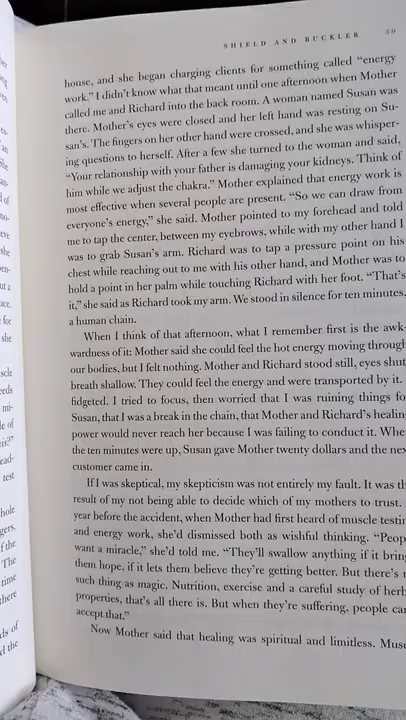 SHIELD AND BUCKLER 59
house, and she began charging clients for something called “energy
work.” I didn’t know what that meant until one afternoon when Mother
called me and Richard into the back room. A woman named Susan was
there. Mother’s eyes were closed and her left hand was resting on Su-
san’s. The fingers on her other hand were crossed, and she was whisper-
ing questions to herself. After a few she turned to the woman and said,
“Your relationship with your father is damaging your kidneys. Think of
him while we adjust the chakra.” Mother explained that energy work is
most effective when several people are present. “So we can draw from
everyone’s energy,” she said. Mother pointed to my forehead and told
me to tap the center, between my eyebrows, while with my other hand I
was to grab Susan’s arm. Richard was to tap a pressure point on his
chest while reaching out to me with his other hand, and Mother was to
hold a point in her palm while touching Richard with her foot. “That’s
it,” she said as Richard took my arm. We stood in silence for ten minutes,
a human chain.
When I think of that afternoon, what I remember first is the awk-
wardness of it: Mother said she could feel the hot energy moving through
our bodies, but I felt nothing. Mother and Richard stood still, eyes shut
breath shallow. They could feel the energy and were transported by it.
fidgeted. I tried to focus, then worried that I was ruining things fo
Susan, that I was a break in the chain, that Mother and Richard’s healin
power would never reach her because I was failing to conduct it. Whe
the ten minutes were up, Susan gave Mother twenty dollars and the nex
customer came in.
If I was skeptical, my skepticism was not entirely my fault. It was th
result of my not being able to decide which of my mothers to trust.
year before the accident, when Mother had first heard of muscle testin
and energy work, she’d dismissed both as wishful thinking. “Peop
want a miracle,” she’d told me. “They’ll swallow anything if it bring
them hope, if it lets them believe they’re getting better. But there’s n
such thing as magic. Nutrition, exercise and a careful study of herb
properties, that’s all there is. But when they’re suffering, people can
accept that.”
Now Mother said that healing was spiritual and limitless. Musc